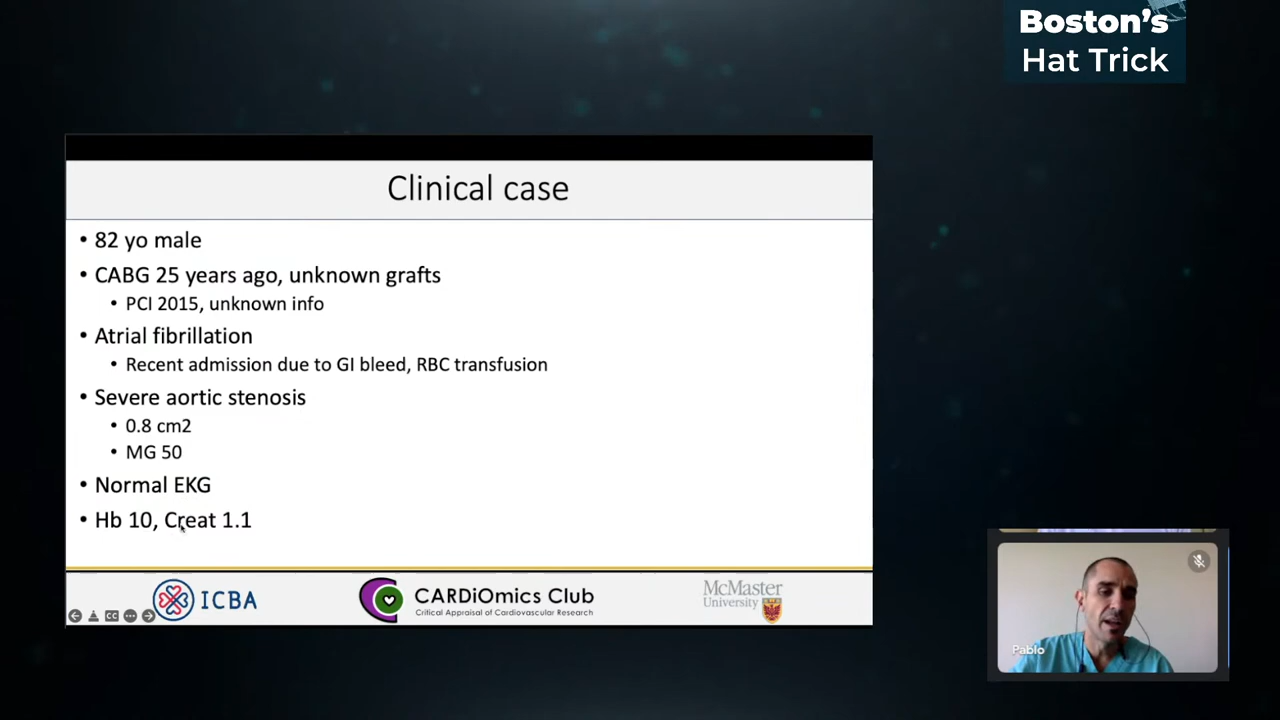 Boston's
Hat Trick
Clinical case
• 82 yo male
• CABG 25 years ago, unknown grafts
• PCI 2015, unknown info
• Atrial fibrillation
• Recent admission due to GI bleed, RBC transfusion
• Severe aortic stenosis
• 0.8 cm2
• MG 50
• Normal EKG
• Hb 10, Creat 1.1
ICBA
CARDiOmics Club
Critical Appraisal of Cardiovascular Research
McMaster
University
CC
Pablo